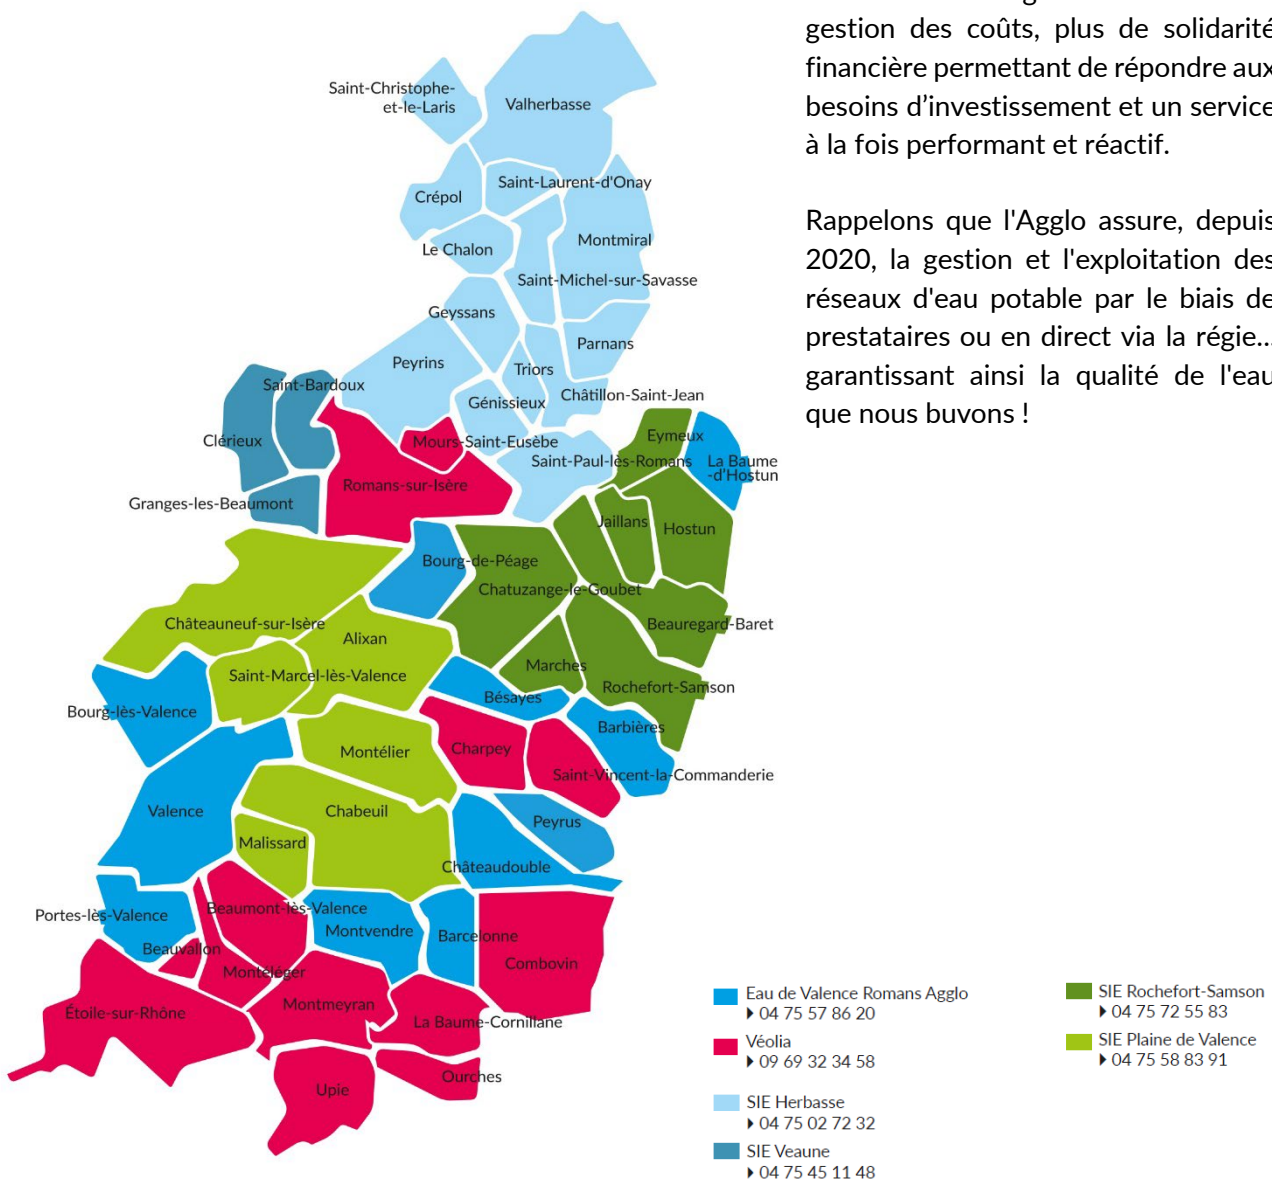 gestion des coûts, plus de solidarité
financière permettant de répondre aux
besoins d’investissement et un service
à la fois performant et réactif.
Rappelons que l'Agglo assure, depuis
2020, la gestion et l'exploitation des
réseaux d'eau potable par le biais de
prestataires ou en direct via la régie...
garantissant ainsi la qualité de l'eau
que nous buvons !
Saint-Christophe-
et-le-Laris
Valherbasse
Saint-Laurent-d'Onay
Crépol
Montmiral
Le Chalon
Saint-Michel-sur-Savasse
Geyssans
Parnans
Peyrins
Triors
Saint-Bardoux
Châtillon-Saint-Jean
Génissieux
Clérieux
Mours-Saint-Eusèbe
Eymeux
Saint-Paul-lès-Romans
La Baume
-d'Hostun
Romans-sur-Isère
Granges-les-Beaumont
Jaillans
Hostun
Bourg-de-Péage
Chatuzange-le-Goubet
Châteauneuf-sur-Isère
Beauregard-Baret
Alixan
Marches
Saint-Marcel-lès-Valence
Rochefort-Samson
Bésayes
Bourg-lès-Valence
Barbières
Montélier
Charpey
Saint-Vincent-la-Commanderie
Valence
Chabeuil
Peyrus
Malissard
Châteaudouble
Portes-lès-Valence
Beaumont-lès-Valence
Montvendre
Barcelonne
Beauvallon
Combovin
Montéléger
Montmeyran
Étoile-sur-Rhône
La Baume-Cornillane
Ourches
Upie
Eau de Valence Romans Agglo
04 75 57 86 20
Véolia
09 69 32 34 58
SIE Herbasse
04 75 02 72 32
SIE Veaune
04 75 45 11 48
SIE Rochefort-Samson
04 75 72 55 83
SIE Plaine de Valence
04 75 58 83 91